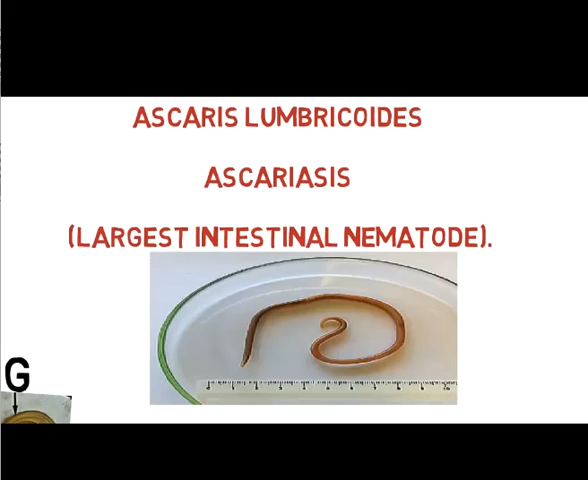 ASCARIS LUMBRICOIDES
ASCARIASIS
(LARGEST INTESTINAL NEMATODE).
G